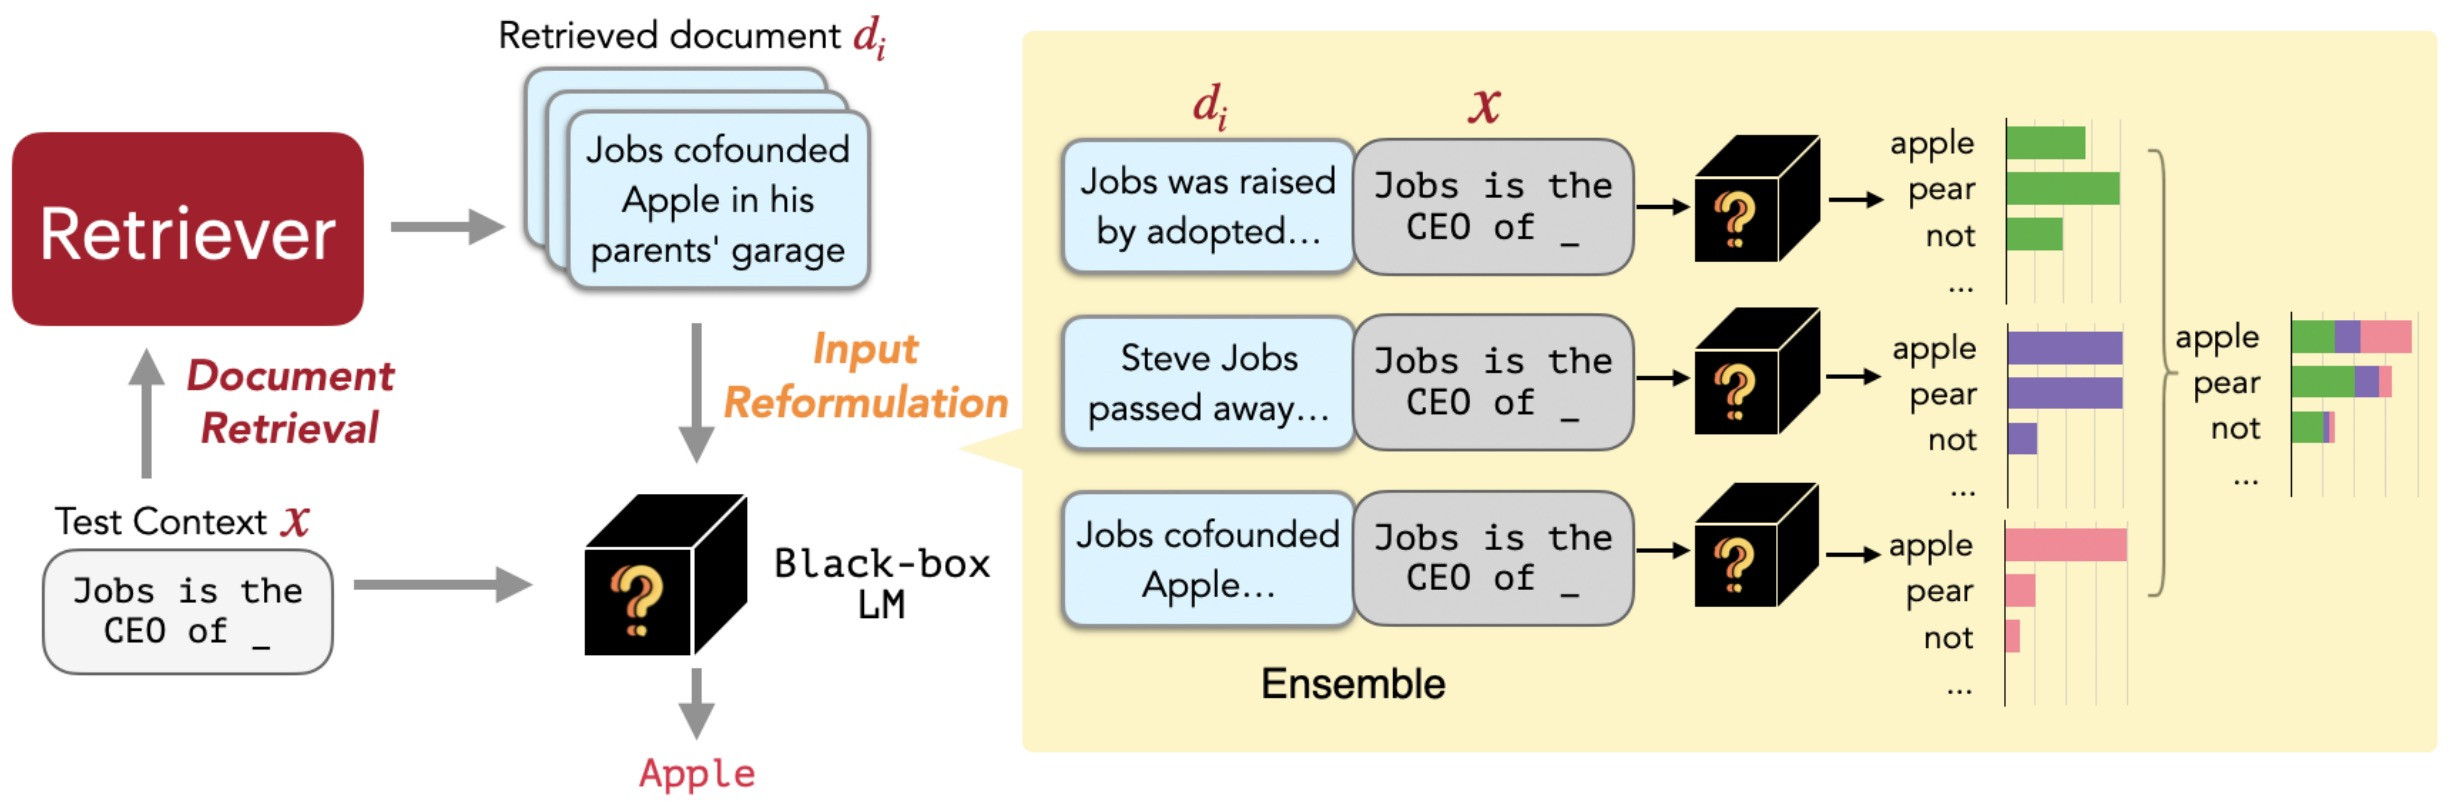 Retrieved document dᵢ
Jobs cofounded
Apple in his
parents' garage
Retriever
Document
Retrieval
Input
Reformulation
Test Context x
Jobs is the
CEO of _
Black-box
LM
Apple
dᵢ
x
Jobs was raised
by adopted...
Jobs is the
CEO of _
?
apple
pear
not
...
Steve Jobs
passed away...
Jobs is the
CEO of _
?
apple
pear
not
...
Jobs cofounded
Apple...
Jobs is the
CEO of _
?
apple
pear
not
...
Ensemble
apple
pear
not
...
?